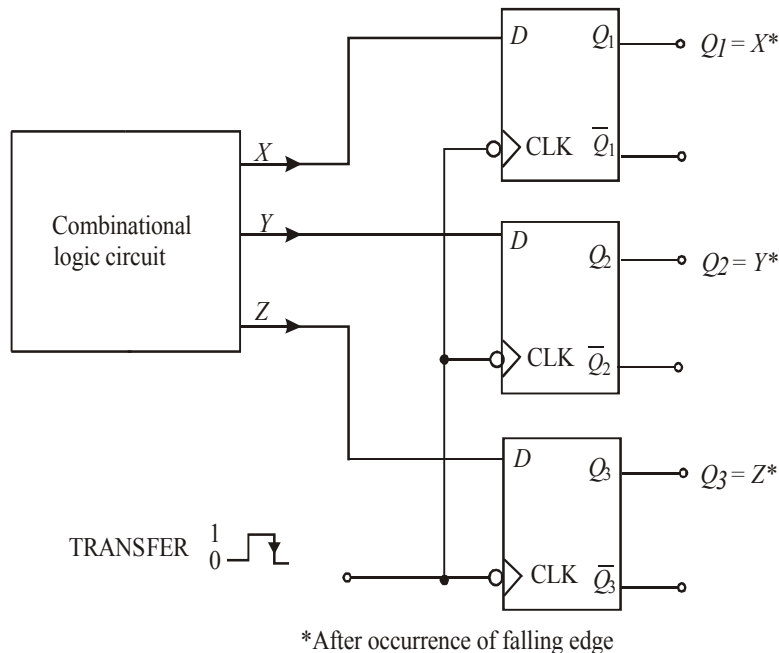 D Q₁ Q₁ = X*
X
CLK Q̅₁
Combinational
logic circuit
Y
D Q₂ Q₂ = Y*
Z
CLK Q̅₂
D Q₃ Q₃ = Z*
TRANSFER 1
0
CLK Q̅₃
*After occurrence of falling edge